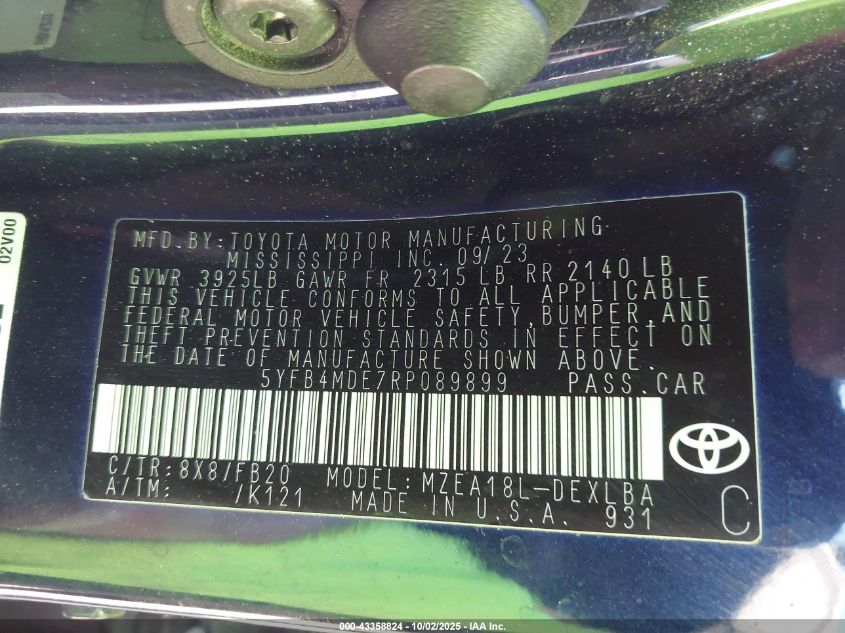 02V00
MFD.BY:TOYOTA MOTOR MANUFACTURING
MISSISSIPPI INC. 09/23
GVWR 3925LB GAWR FR 2315 LB RR 2140 LB
THIS VEHICLE CONFORMS TO ALL APPLICABLE
FEDERAL MOTOR VEHICLE SAFETY,BUMPER,AND
THEFT PREVENTION STANDARDS IN EFFECT ON
THE DATE OF MANUFACTURE SHOWN ABOVE.
5YFB4MDE7RP089899 PASS.CAR
C/TR:8X8/FB20 MODEL:MZEA18L-DEXLBA
A/TM: /K121 MADE IN U.S.A. 931
C
000-43358824 - 10/02/2025 - IAA Inc.